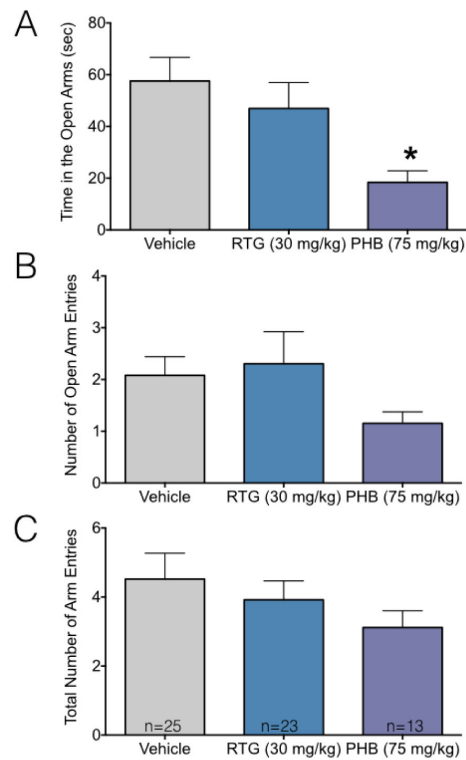 A
Time in the Open Arms (sec)
80
60
40
20
0
*
Vehicle
RTG (30 mg/kg)
PHB (75 mg/kg)
B
Number of Open Arm Entries
4
3
2
1
0
Vehicle
RTG (30 mg/kg)
PHB (75 mg/kg)
C
Total Number of Arm Entries
6
4
2
0
n=25
n=23
n=13
Vehicle
RTG (30 mg/kg)
PHB (75 mg/kg)